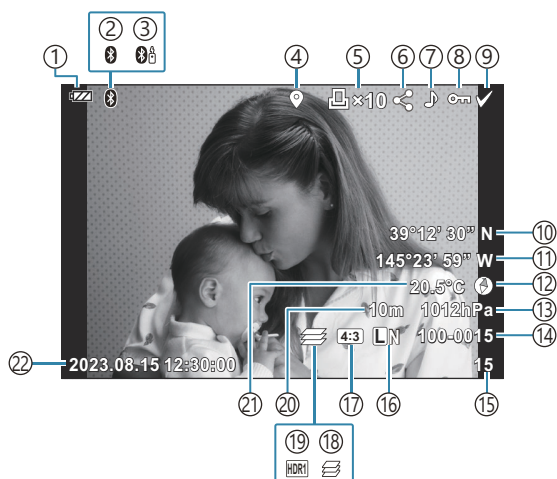 ② ③
① ④ ⑤ ⑥ ⑦ ⑧ ⑨
×10
39°12’ 30” N ⑩
145°23’ 59” W ⑪
20.5°C ⑫
10m 1012hPa ⑬
4:3 LN 100-0015 ⑭
㉒ 2023.08.15 12:30:00 15
㉑ ⑳ ⑰ ⑯ ⑮
⑲ ⑱
HDR1